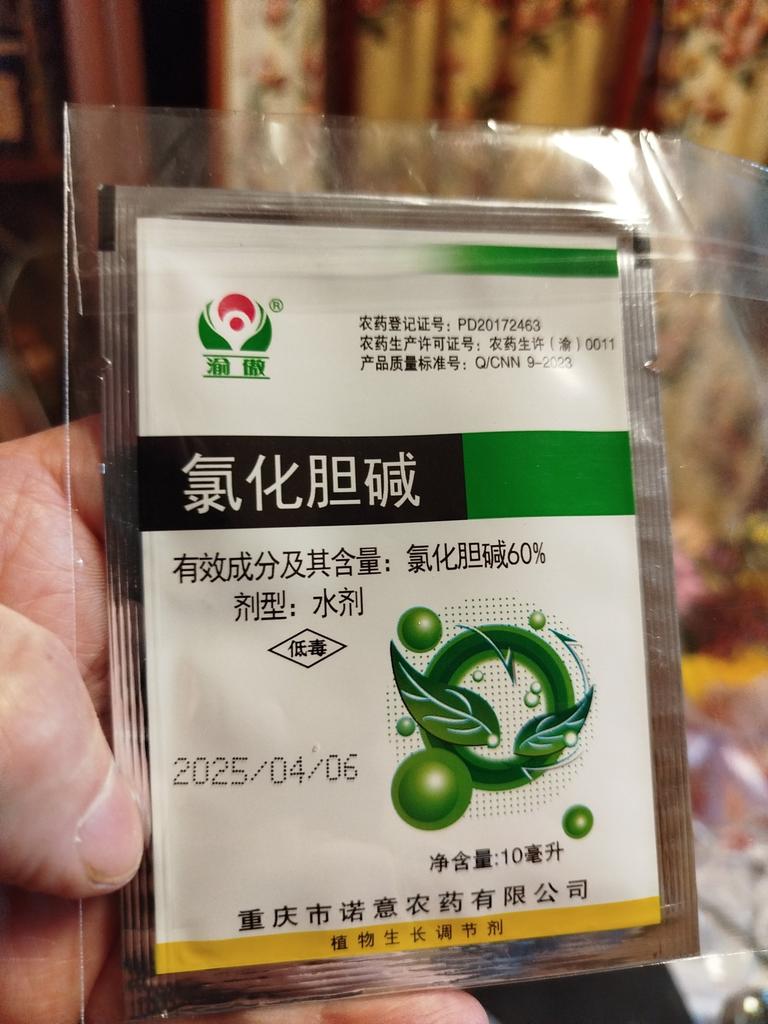 ®
渝傲
农药登记证号：PD20172463
农药生产许可证号：农药生许（渝）0011
产品质量标准号：Q/CNN 9-2023
氯化胆碱
有效成分及其含量：氯化胆碱60%
剂型：水剂
低毒
2025/04/06
净含量:10毫升
重庆市诺意农药有限公司
植物生长调节剂